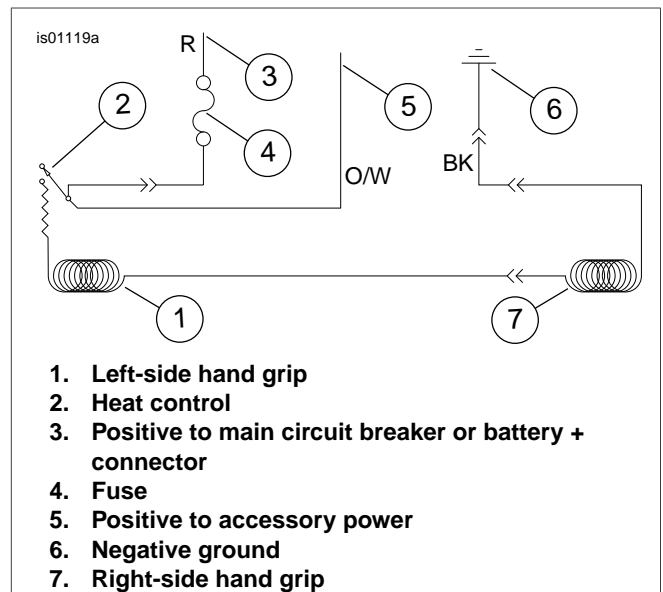 is01119a
R
3
2
4
5
6
O/W
BK
1
7
1. Left-side hand grip
2. Heat control
3. Positive to main circuit breaker or battery +
connector
4. Fuse
5. Positive to accessory power
6. Negative ground
7. Right-side hand grip